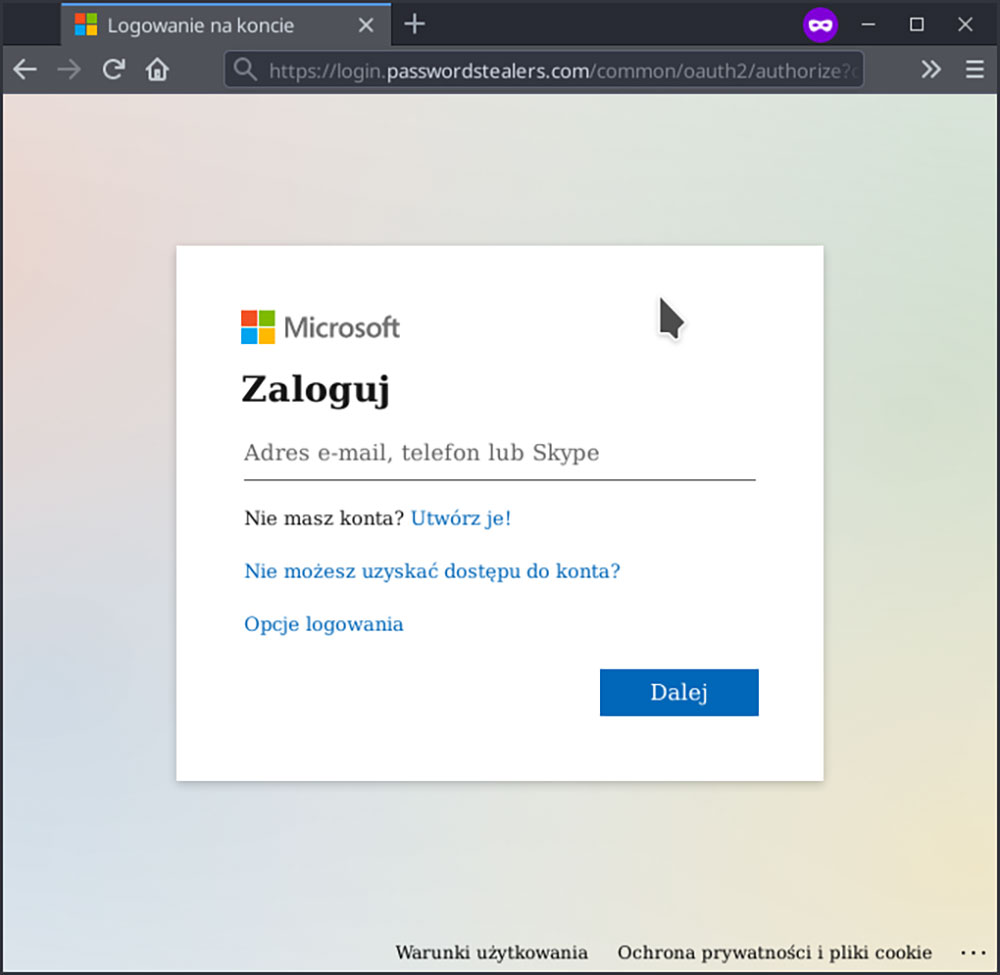 Logowanie na koncie
https://login.passwordstealers.com/common/oauth2/authorize?
Microsoft
Zaloguj
Adres e-mail, telefon lub Skype
Nie masz konta? Utwórz je!
Nie możesz uzyskać dostępu do konta?
Opcje logowania
Dalej
Warunki użytkowania Ochrona prywatności i pliki cookie ...